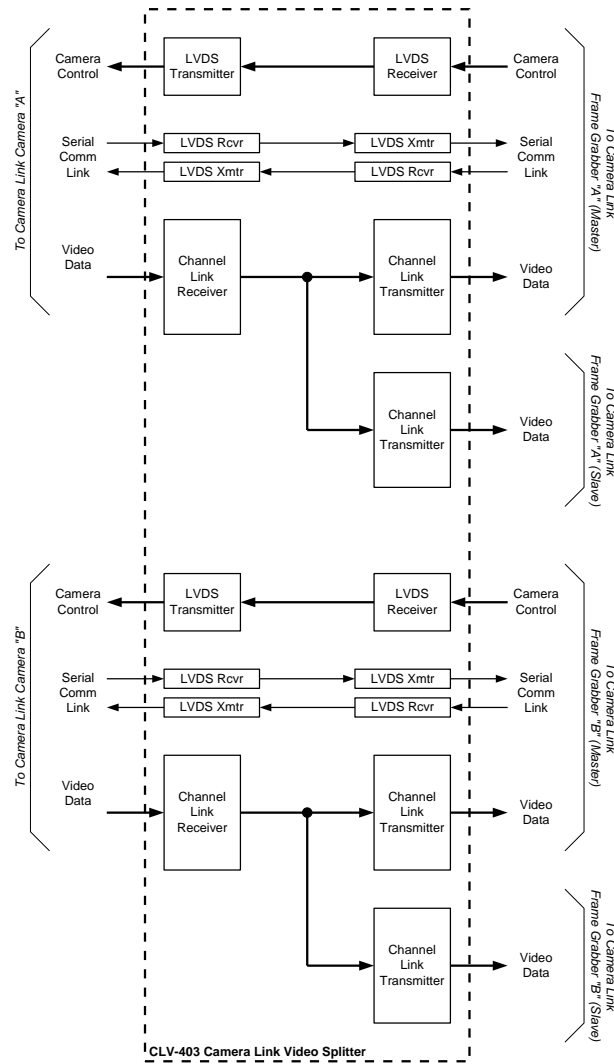 To Camera Link Camera "A"
Camera
Control
LVDS
Transmitter
LVDS
Receiver
Camera
Control
Serial
Comm
Link
LVDS Rcvr
LVDS Xmtr
LVDS Xmtr
LVDS Rcvr
Serial
Comm
Link
Video
Data
Channel
Link
Receiver
Channel
Link
Transmitter
Video
Data
To Camera Link
Frame Grabber "A" (Master)
Channel
Link
Transmitter
Video
Data
To Camera Link
Frame Grabber "A" (Slave)
To Camera Link Camera "B"
Camera
Control
LVDS
Transmitter
LVDS
Receiver
Camera
Control
Serial
Comm
Link
LVDS Rcvr
LVDS Xmtr
LVDS Xmtr
LVDS Rcvr
Serial
Comm
Link
Video
Data
Channel
Link
Receiver
Channel
Link
Transmitter
Video
Data
To Camera Link
Frame Grabber "B" (Master)
Channel
Link
Transmitter
Video
Data
To Camera Link
Frame Grabber "B" (Slave)
CLV-403 Camera Link Video Splitter